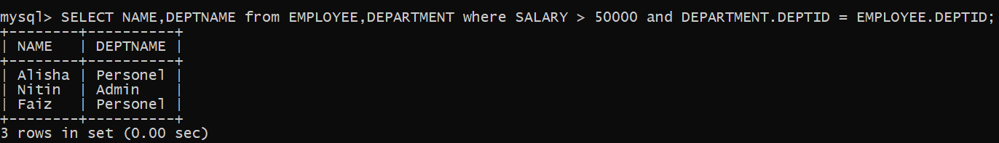 mysql> SELECT NAME,DEPTNAME from EMPLOYEE,DEPARTMENT where SALARY > 50000 and DEPARTMENT.DEPTID = EMPLOYEE.DEPTID;
+--------+----------+
| NAME   | DEPTNAME |
+--------+----------+
| Alisha | Personel |
| Nitin  | Admin    |
| Faiz   | Personel |
+--------+----------+
3 rows in set (0.00 sec)